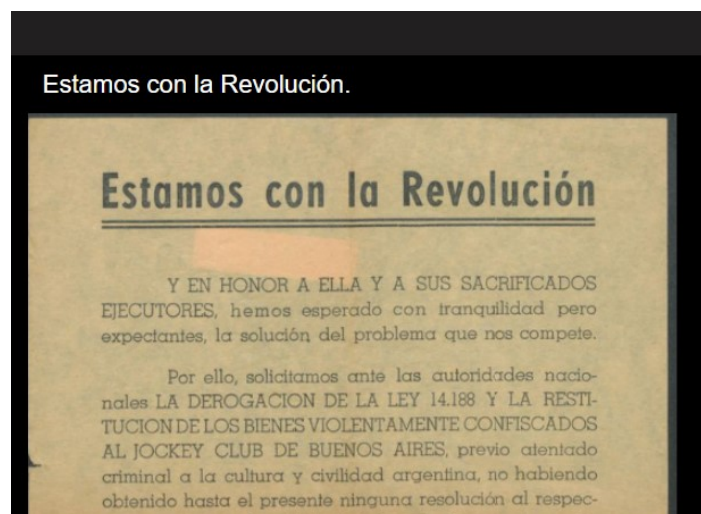 Estamos con la Revolución.
Estamos con la Revolución
Y EN HONOR A ELLA Y A SUS SACRIFICADOS
EJECUTORES, hemos esperado con tranquilidad pero
expectantes, la solución del problema que nos compete.
Por ello, solicitamos ante las autoridades nacio-
nales LA DEROGACION DE LA LEY 14.188 Y LA RESTI-
TUCION DE LOS BIENES VIOLENTAMENTE CONFISCADOS
AL JOCKEY CLUB DE BUENOS AIRES, previo atentado
criminal a la cultura y civilidad argentina, no habiendo
obtenido hasta el presente ninguna resolución al respec-